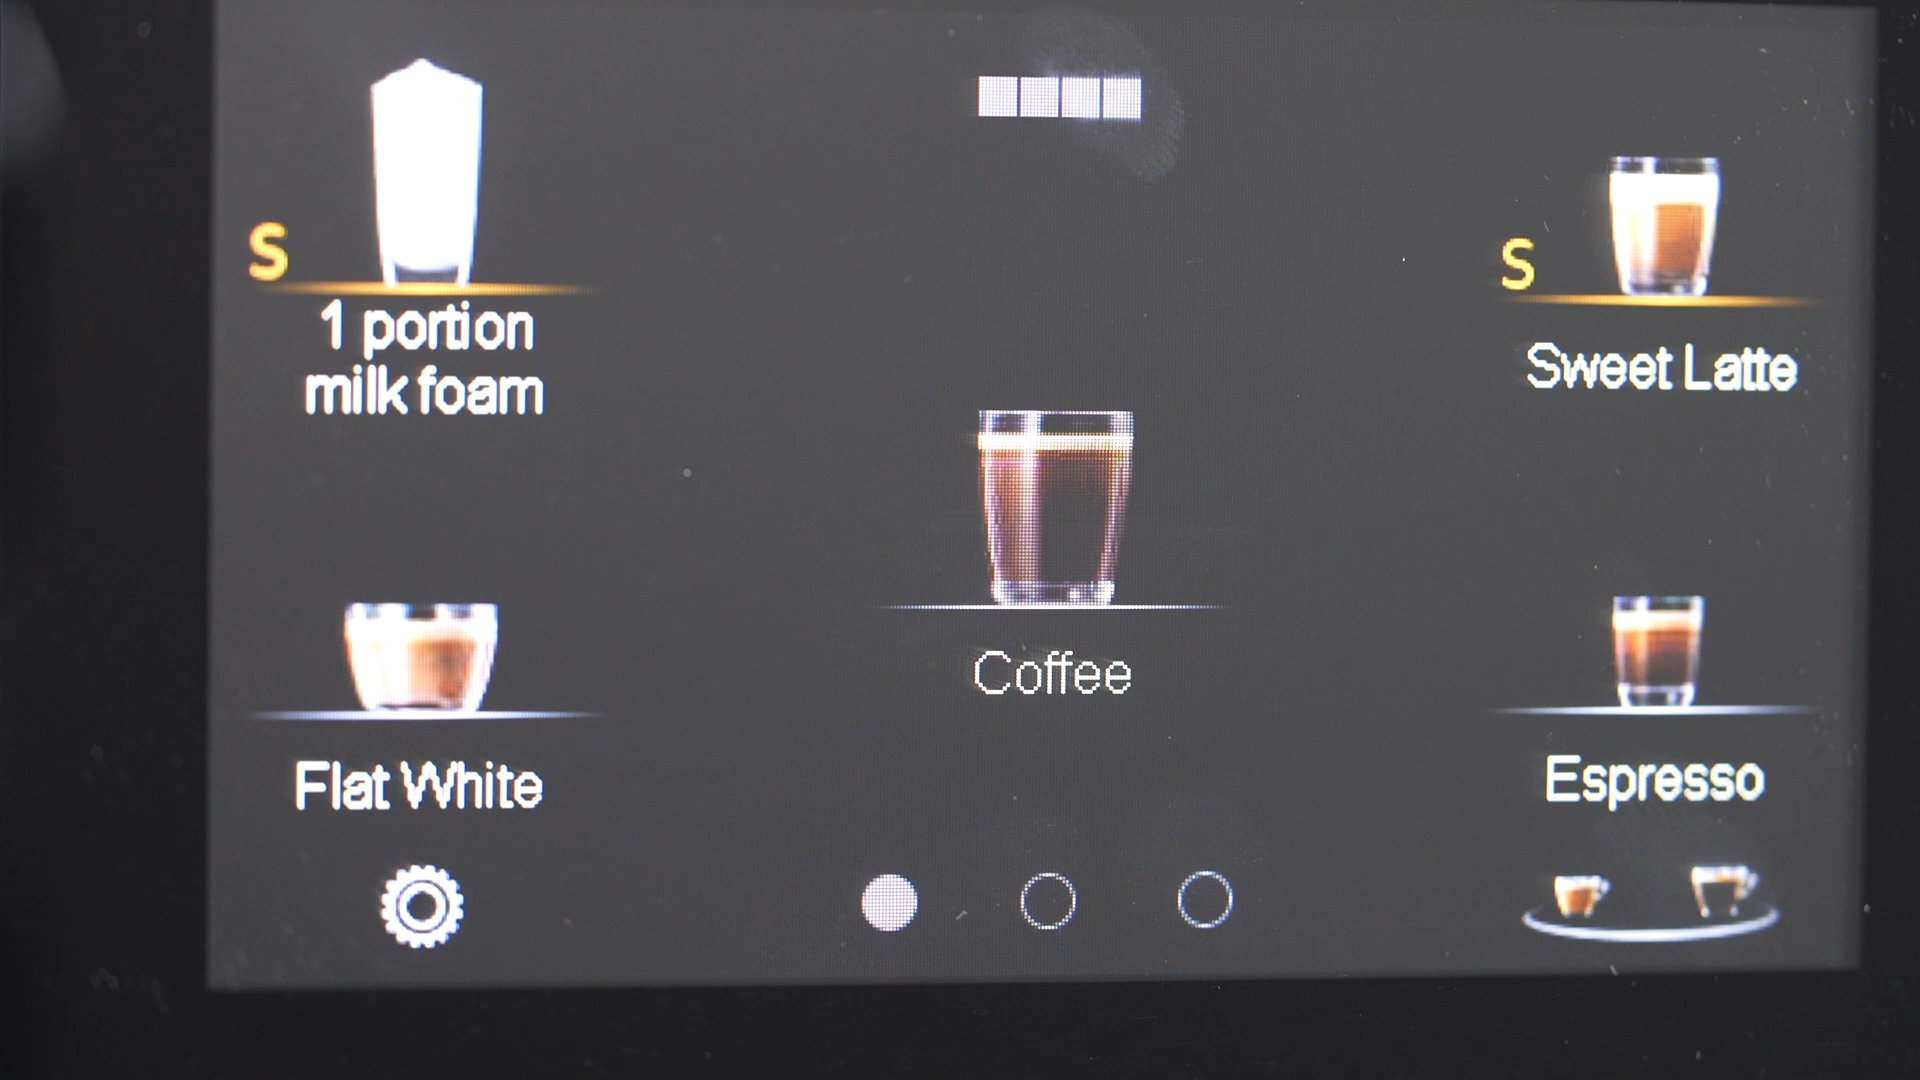 S
1 portion
milk foam
S
Sweet Latte
Coffee
Flat White
Espresso